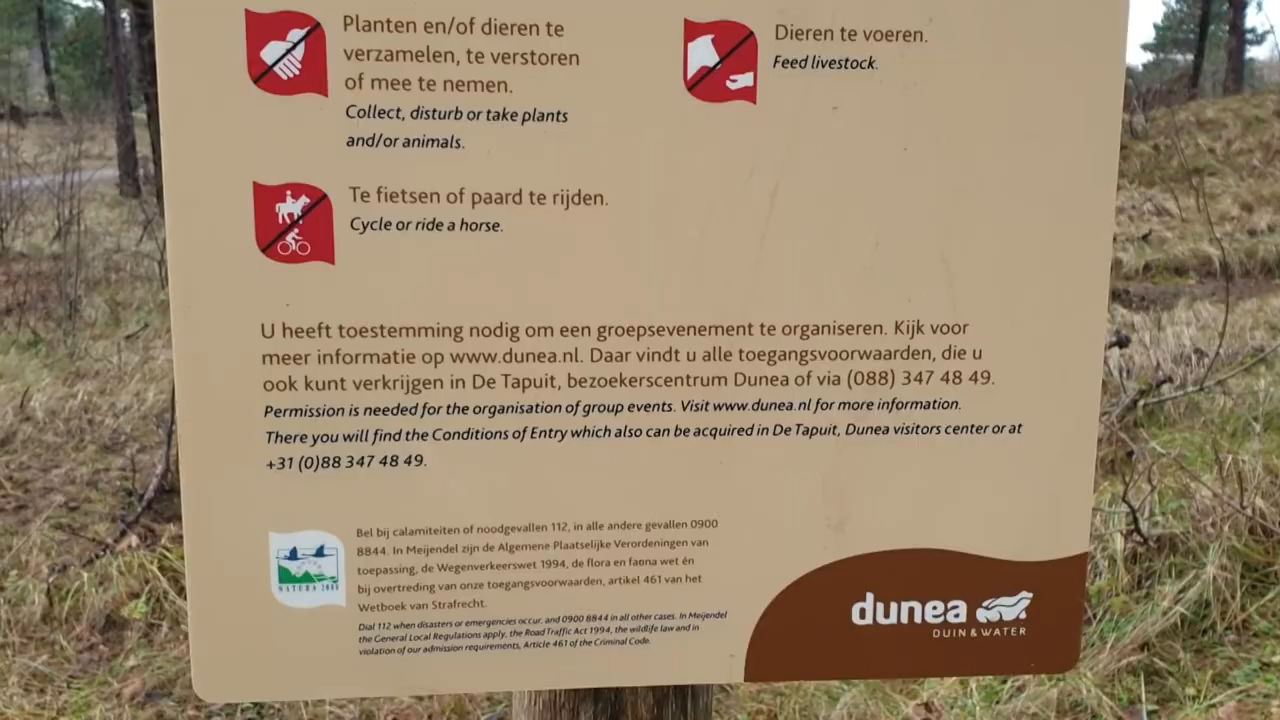 Planten en/of dieren te
verzamelen, te verstoren
of mee te nemen.
Collect, disturb or take plants
and/or animals.
Dieren te voeren.
Feed livestock.
Te fietsen of paard te rijden.
Cycle or ride a horse.
U heeft toestemming nodig om een groepsevenement te organiseren. Kijk voor
meer informatie op www.dunea.nl. Daar vindt u alle toegangsvoorwaarden, die u
ook kunt verkrijgen in De Tapuit, bezoekerscentrum Dunea of via (088) 347 48 49.
Permission is needed for the organisation of group events. Visit www.dunea.nl for more information.
There you will find the Conditions of Entry which also can be acquired in De Tapuit, Dunea visitors center or at
+31 (0)88 347 48 49.
Bel bij calamiteiten of noodgevallen 112, in alle andere gevallen 0900
8844. In Meijendel zijn de Algemene Plaatselijke Verordeningen van
toepassing, de Wegenverkeerswet 1994, de flora en fauna wet én
bij overtreding van onze toegangsvoorwaarden, artikel 461 van het
Wetboek van Strafrecht.
Dial 112 when disasters or emergencies occur, and 0900 8844 in all other cases. In Meijendel
the General Local Regulations apply, the Road Traffic Act 1994, the wildlife law and in
violation of our admission requirements, Article 461 of the Criminal Code.
NATURA 2000
dunea
DUIN & WATER